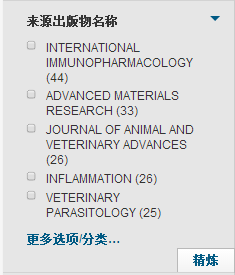 来源出版物名称
INTERNATIONAL
IMMUNOPHARMACOLOGY
(44)
ADVANCED MATERIALS
RESEARCH (33)
JOURNAL OF ANIMAL AND
VETERINARY ADVANCES
(26)
INFLAMMATION (26)
VETERINARY
PARASITOLOGY (25)
更多选项/分类...
精炼